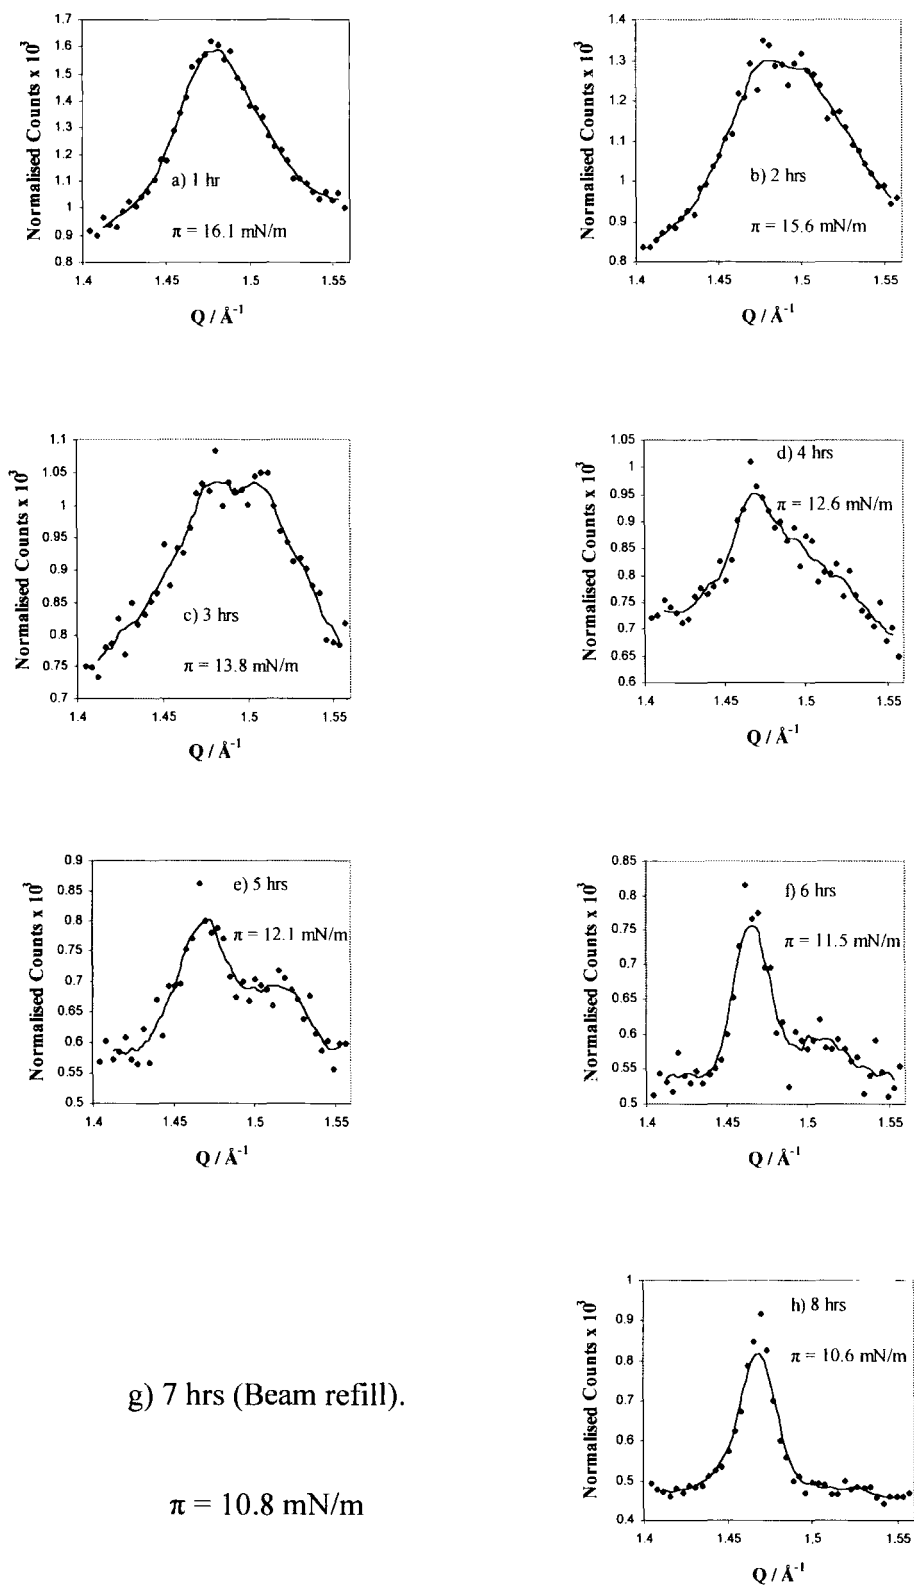 Normalised Counts x 10³
1.7
1.6
1.5
1.4
1.3
1.2
1.1
1
0.9
0.8
a) 1 hr
π = 16.1 mN/m
1.4
1.45
1.5
1.55
Q / Å⁻¹
Normalised Counts x 10³
1.4
1.3
1.2
1.1
1
0.9
0.8
b) 2 hrs
π = 15.6 mN/m
1.4
1.45
1.5
1.55
Q / Å⁻¹
Normalised Counts x 10³
1.1
1.05
1
0.95
0.9
0.85
0.8
0.75
0.7
c) 3 hrs
π = 13.8 mN/m
1.4
1.45
1.5
1.55
Q / Å⁻¹
Normalised Counts x 10³
1.05
1
0.95
0.9
0.85
0.8
0.75
0.7
0.65
0.6
d) 4 hrs
π = 12.6 mN/m
1.4
1.45
1.5
1.55
Q / Å⁻¹
Normalised Counts x 10³
0.9
0.85
0.8
0.75
0.7
0.65
0.6
0.55
0.5
e) 5 hrs
π = 12.1 mN/m
1.4
1.45
1.5
1.55
Q / Å⁻¹
Normalised Counts x 10³
0.85
0.8
0.75
0.7
0.65
0.6
0.55
0.5
f) 6 hrs
π = 11.5 mN/m
1.4
1.45
1.5
1.55
Q / Å⁻¹
g) 7 hrs (Beam refill).
π = 10.8 mN/m
Normalised Counts x 10³
1
0.9
0.8
0.7
0.6
0.5
0.4
h) 8 hrs
π = 10.6 mN/m
1.4
1.45
1.5
1.55
Q / Å⁻¹